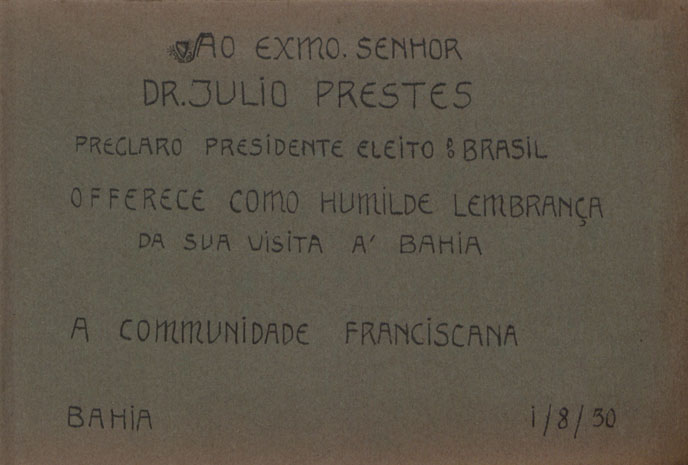 AO EXMO. SENHOR
DR. JULIO PRESTES
PRECLARO PRESIDENTE ELEITO DO BRASIL
OFFERECE COMO HUMILDE LEMBRANÇA
DA SUA VISITA A' BAHIA
A COMMUNIDADE FRANCISCANA
BAHIA 1/8/30